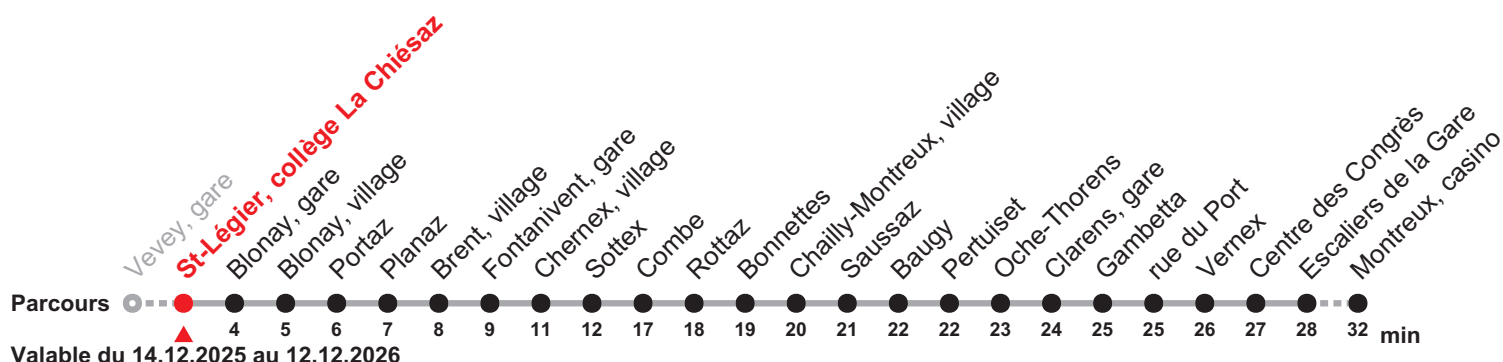 Vevey, gare
St-Légier, collège La Chiésaz
Blonay, gare
Blonay, village
Portaz
Planaz
Brent, village
Fontanivent, gare
Chernex, village
Sottex
Combe
Rottaz
Bonnettes
Chailly-Montreux, village
Saussaz
Baugy
Pertuiset
Oche-Thorens
Clarens, gare
Gambetta
rue du Port
Vernex
Centre des Congrès
Escaliers de la Gare
Montreux, casino
Parcours
4 5 6 7 8 9 11 12 17 18 19 20 21 22 22 23 24 25 25 26 27 28 32 min
Valable du 14.12.2025 au 12.12.2026